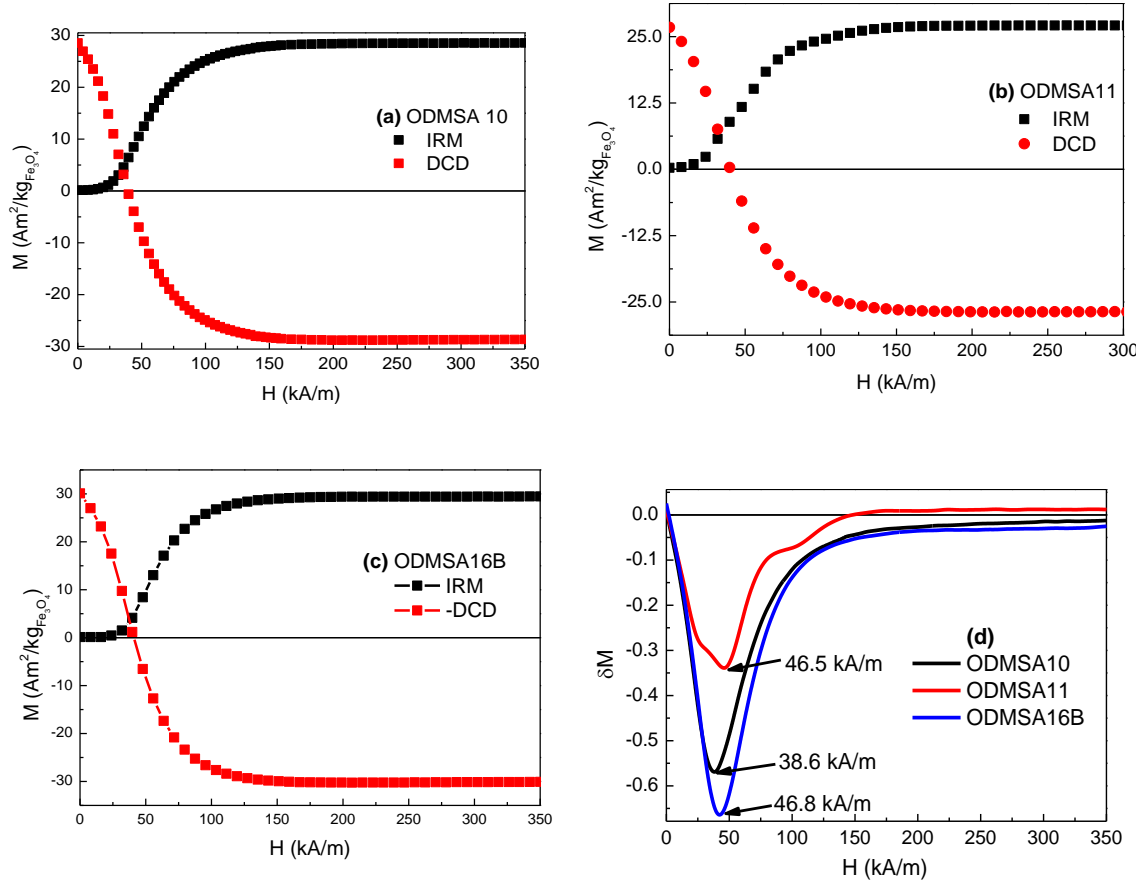 30
20
10
0
-10
-20
-30
0 50 100 150 200 250 300 350
M (Am²/kg_Fe₃O₄)
H (kA/m)
(a) ODMSA 10
IRM
DCD
25.0
12.5
0.0
-12.5
-25.0
0 50 100 150 200 250 300
M (Am²/kg_Fe₃O₄)
H (kA/m)
(b) ODMSA11
IRM
DCD
30
20
10
0
-10
-20
-30
0 50 100 150 200 250 300 350
M (Am²/kg_Fe₃O₄)
H (kA/m)
(c) ODMSA16B
IRM
-DCD
0.0
-0.1
-0.2
-0.3
-0.4
-0.5
-0.6
0 50 100 150 200 250 300 350
δM
H (kA/m)
(d)
ODMSA10
ODMSA11
ODMSA16B
46.5 kA/m
38.6 kA/m
46.8 kA/m